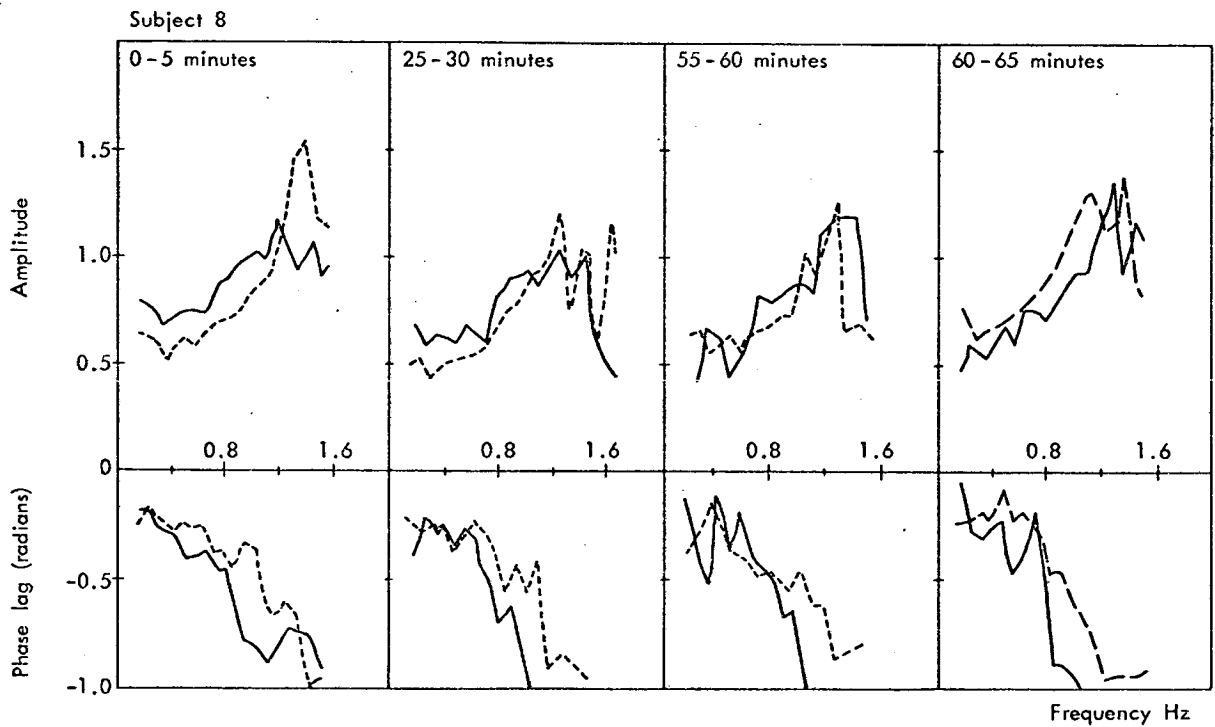 Subject 8
0-5 minutes
25-30 minutes
55-60 minutes
60-65 minutes
Amplitude
1.5
1.0
0.5
0
0.8
1.6
0.8
1.6
0.8
1.6
0.8
1.6
Phase lag (radians)
-0.5
-1.0
Frequency Hz